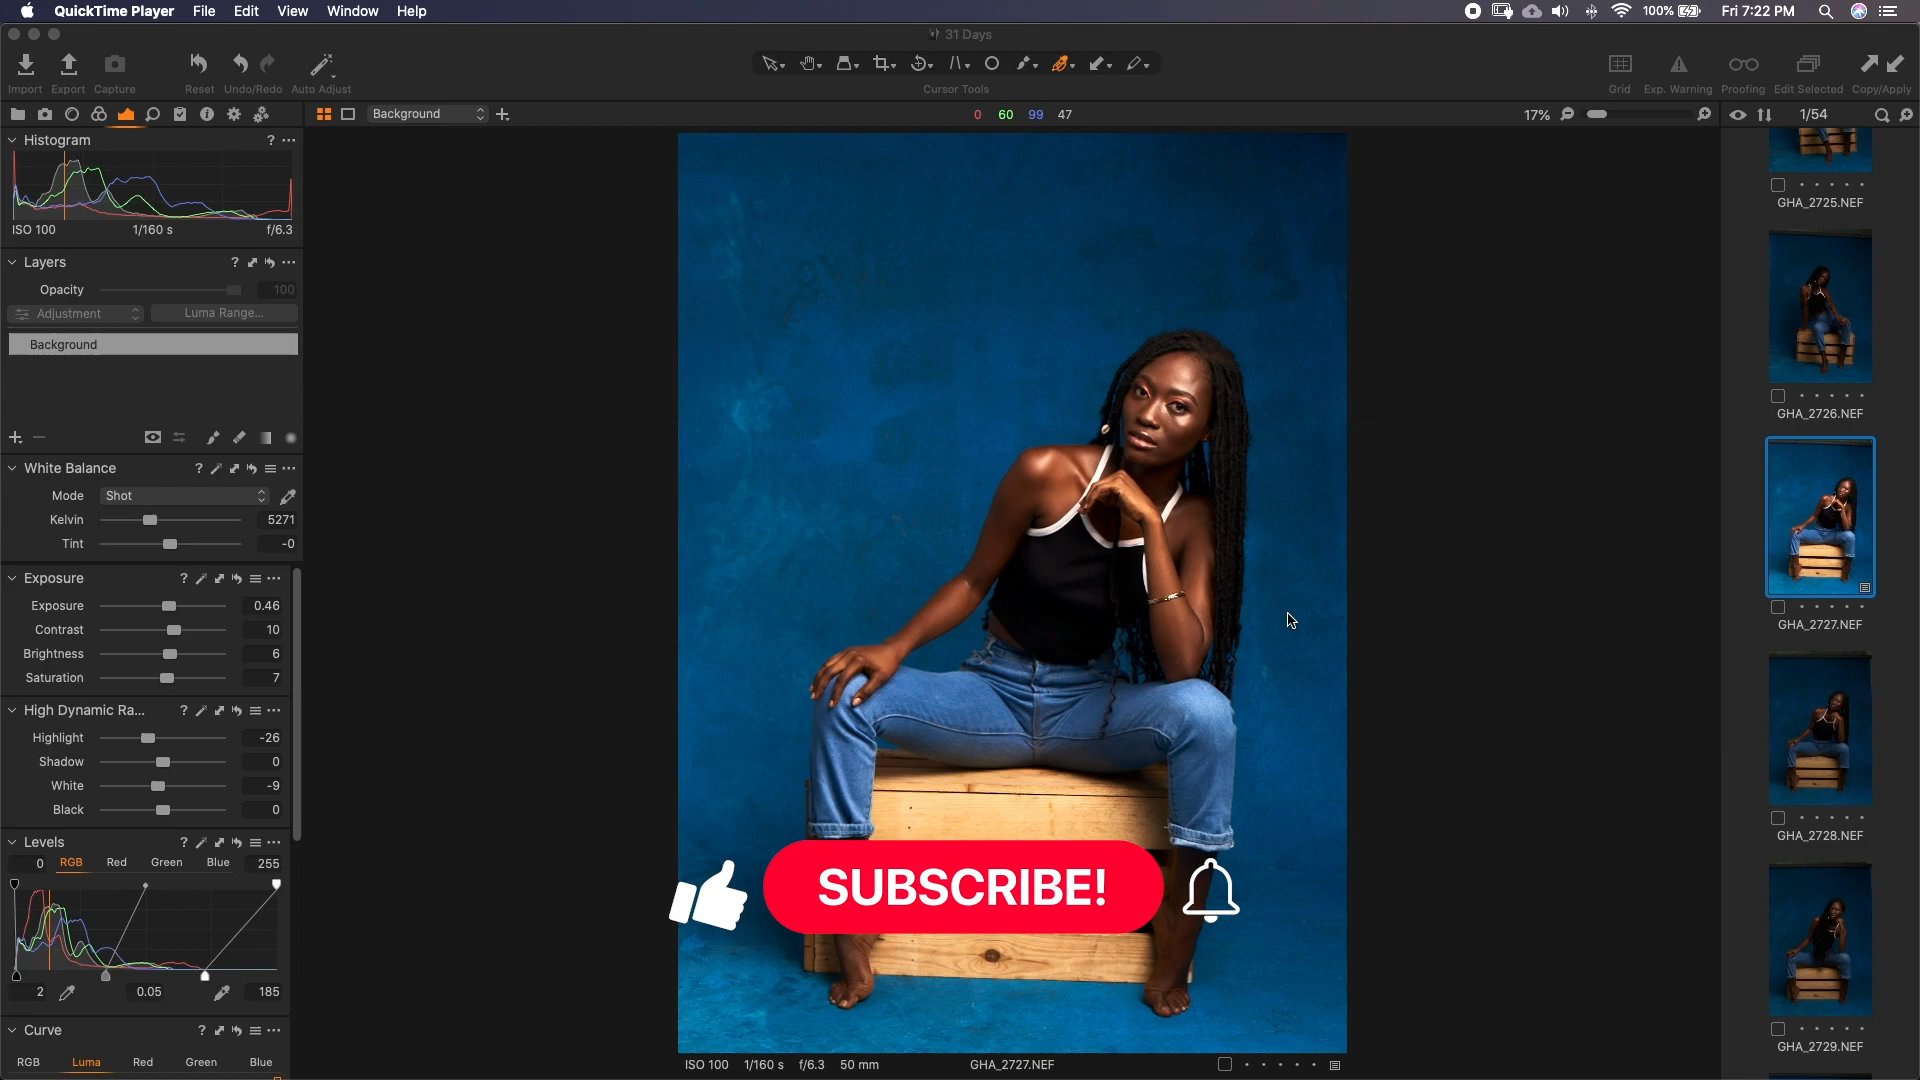 QuickTime Player File Edit View Window Help 100% Fri 7:22 PM
31 Days
Import Export Capture Reset Undo/Redo Auto Adjust Cursor Tools Grid Exp. Warning Proofing Edit Selected Copy/Apply
Background 0 60 99 47 17% 1/54
Histogram ?
ISO 100 1/160 s f/6.3
Layers ?
Opacity 100
Adjustment Luma Range...
Background
White Balance ?
Mode Shot
Kelvin 5271
Tint -0
Exposure ?
Exposure 0.46
Contrast 10
Brightness 6
Saturation 7
High Dynamic Ra... ?
Highlight -26
Shadow 0
White -9
Black 0
Levels ?
0 RGB Red Green Blue 255
2 0.05 185
Curve ?
RGB Luma Red Green Blue
SUBSCRIBE!
ISO 100 1/160 s f/6.3 50 mm GHA_2727.NEF
GHA_2725.NEF
GHA_2726.NEF
GHA_2727.NEF
GHA_2728.NEF
GHA_2729.NEF